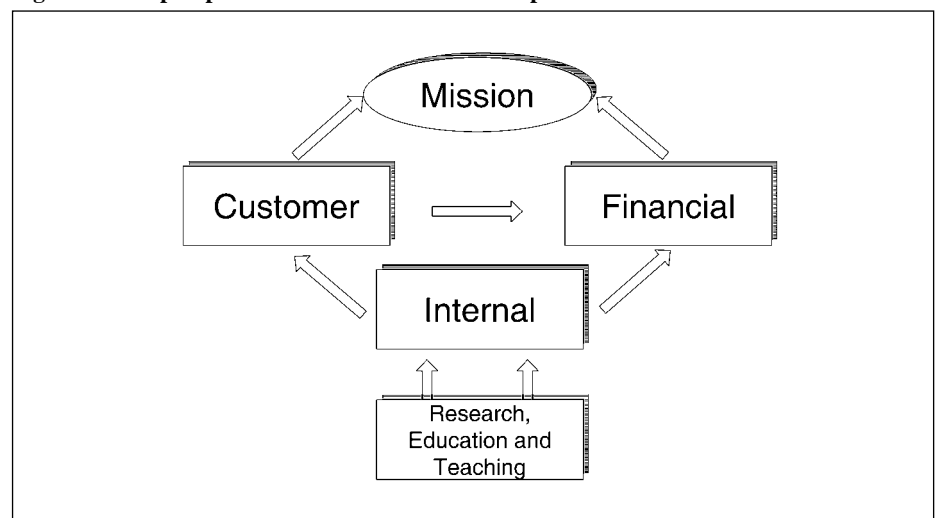 Mission
Customer
Financial
Internal
Research,
Education and
Teaching